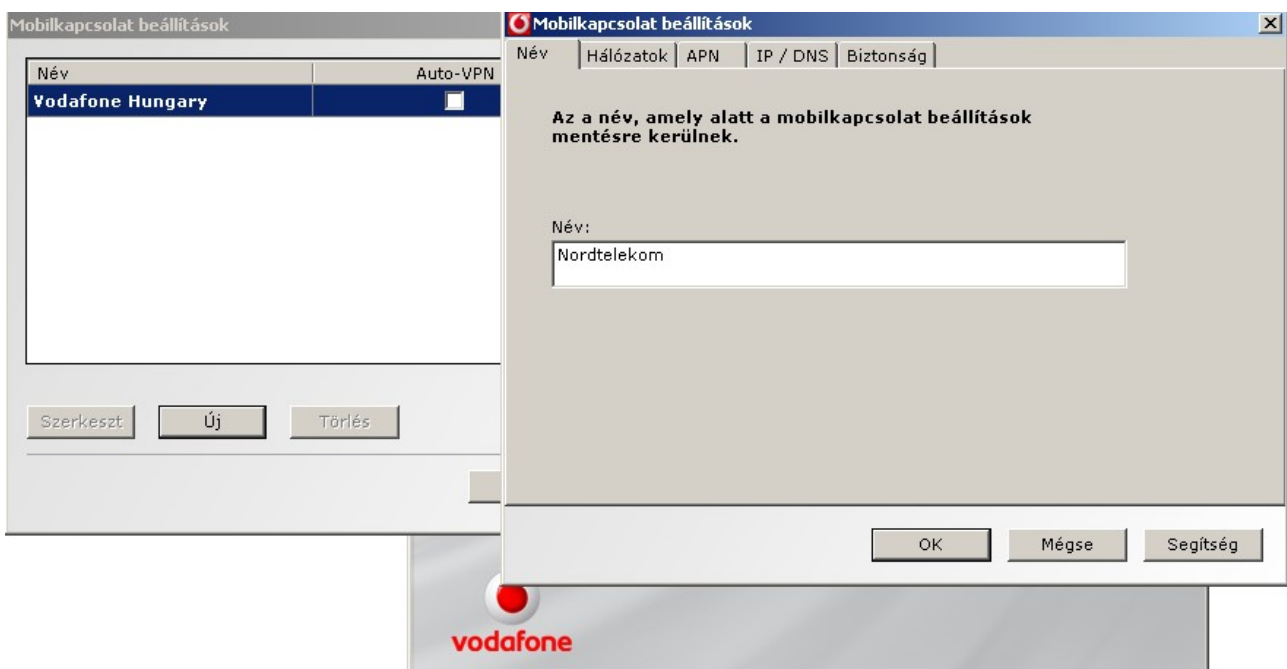 Mobilkapcsolat beállítások
Név
Auto-VPN
Vodafone Hungary
Szerkeszt
Új
Törlés
Mobilkapcsolat beállítások
Név
Hálózatok
APN
IP / DNS
Biztonság
Az a név, amely alatt a mobilkapcsolat beállítások
mentésre kerülnek.
Név:
Nordtelekom
OK
Mégse
Segítség
vodafone